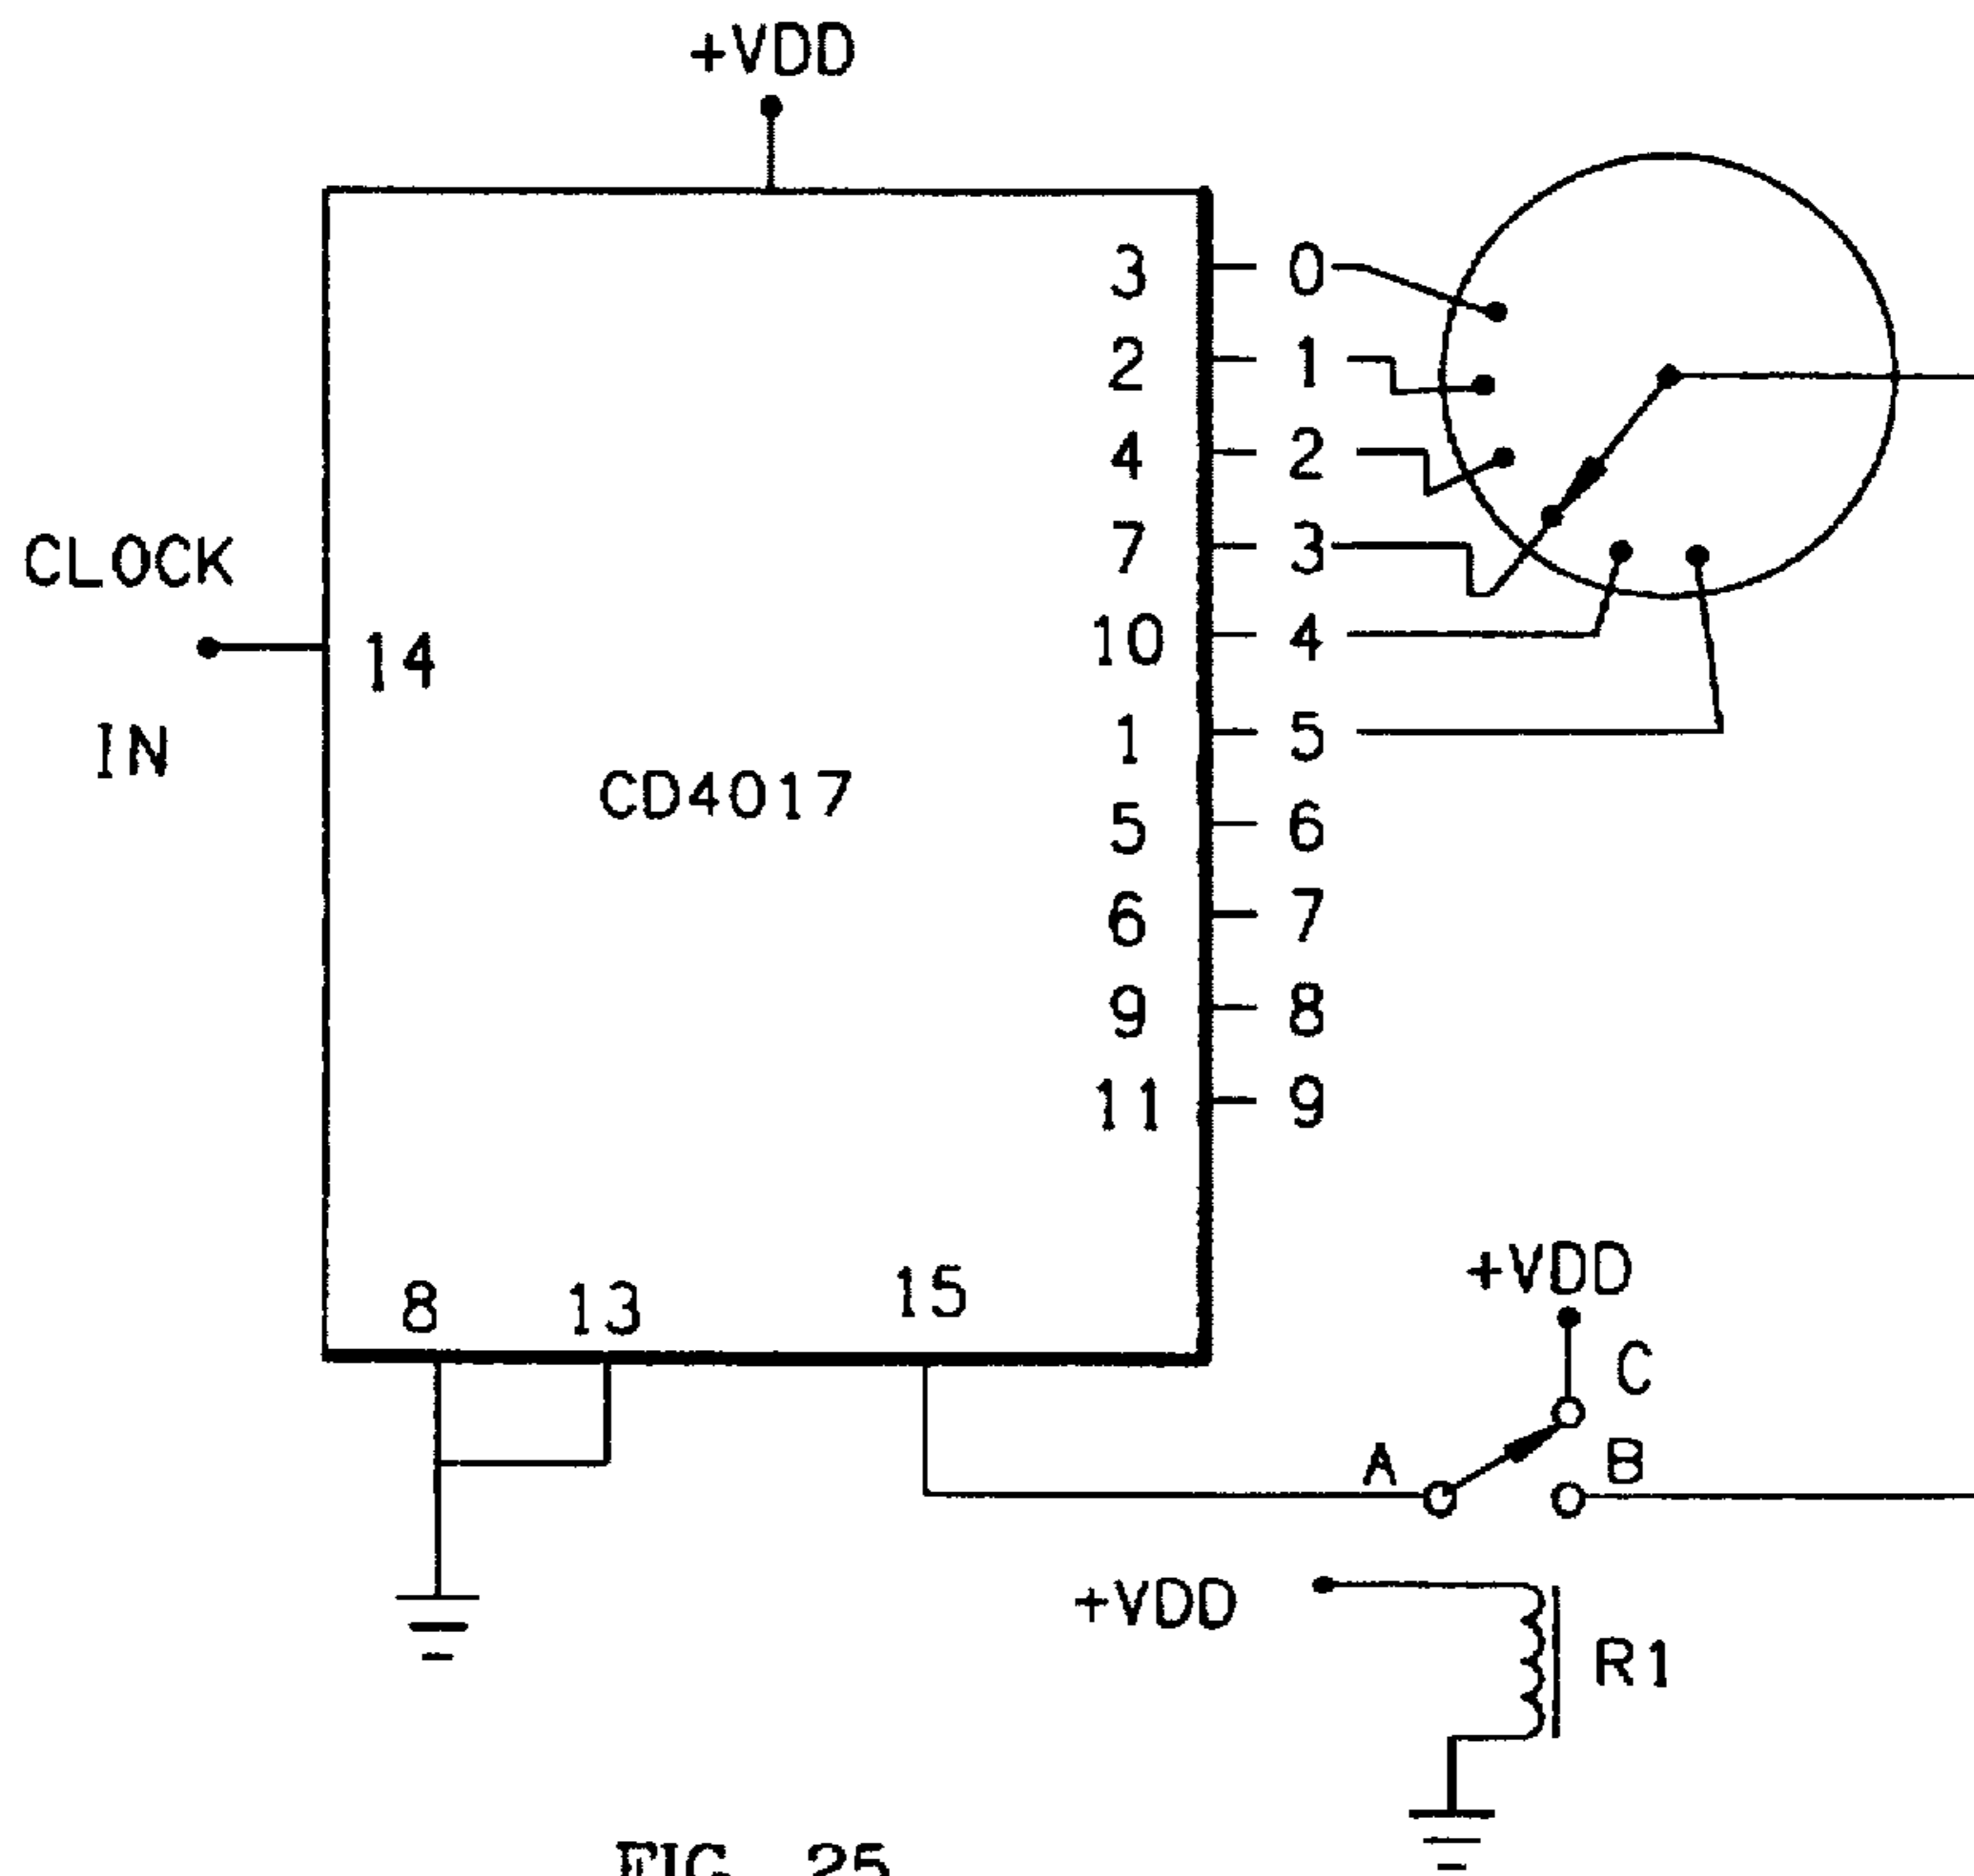 +VDD
3 0
2 1
4 2
7 3
CLOCK
10 4
14
1 5
IN
CD4017
5 6
6 7
9 8
11 9
+VDD
8 13 15
C
A B
+VDD
R1
FIG. 25